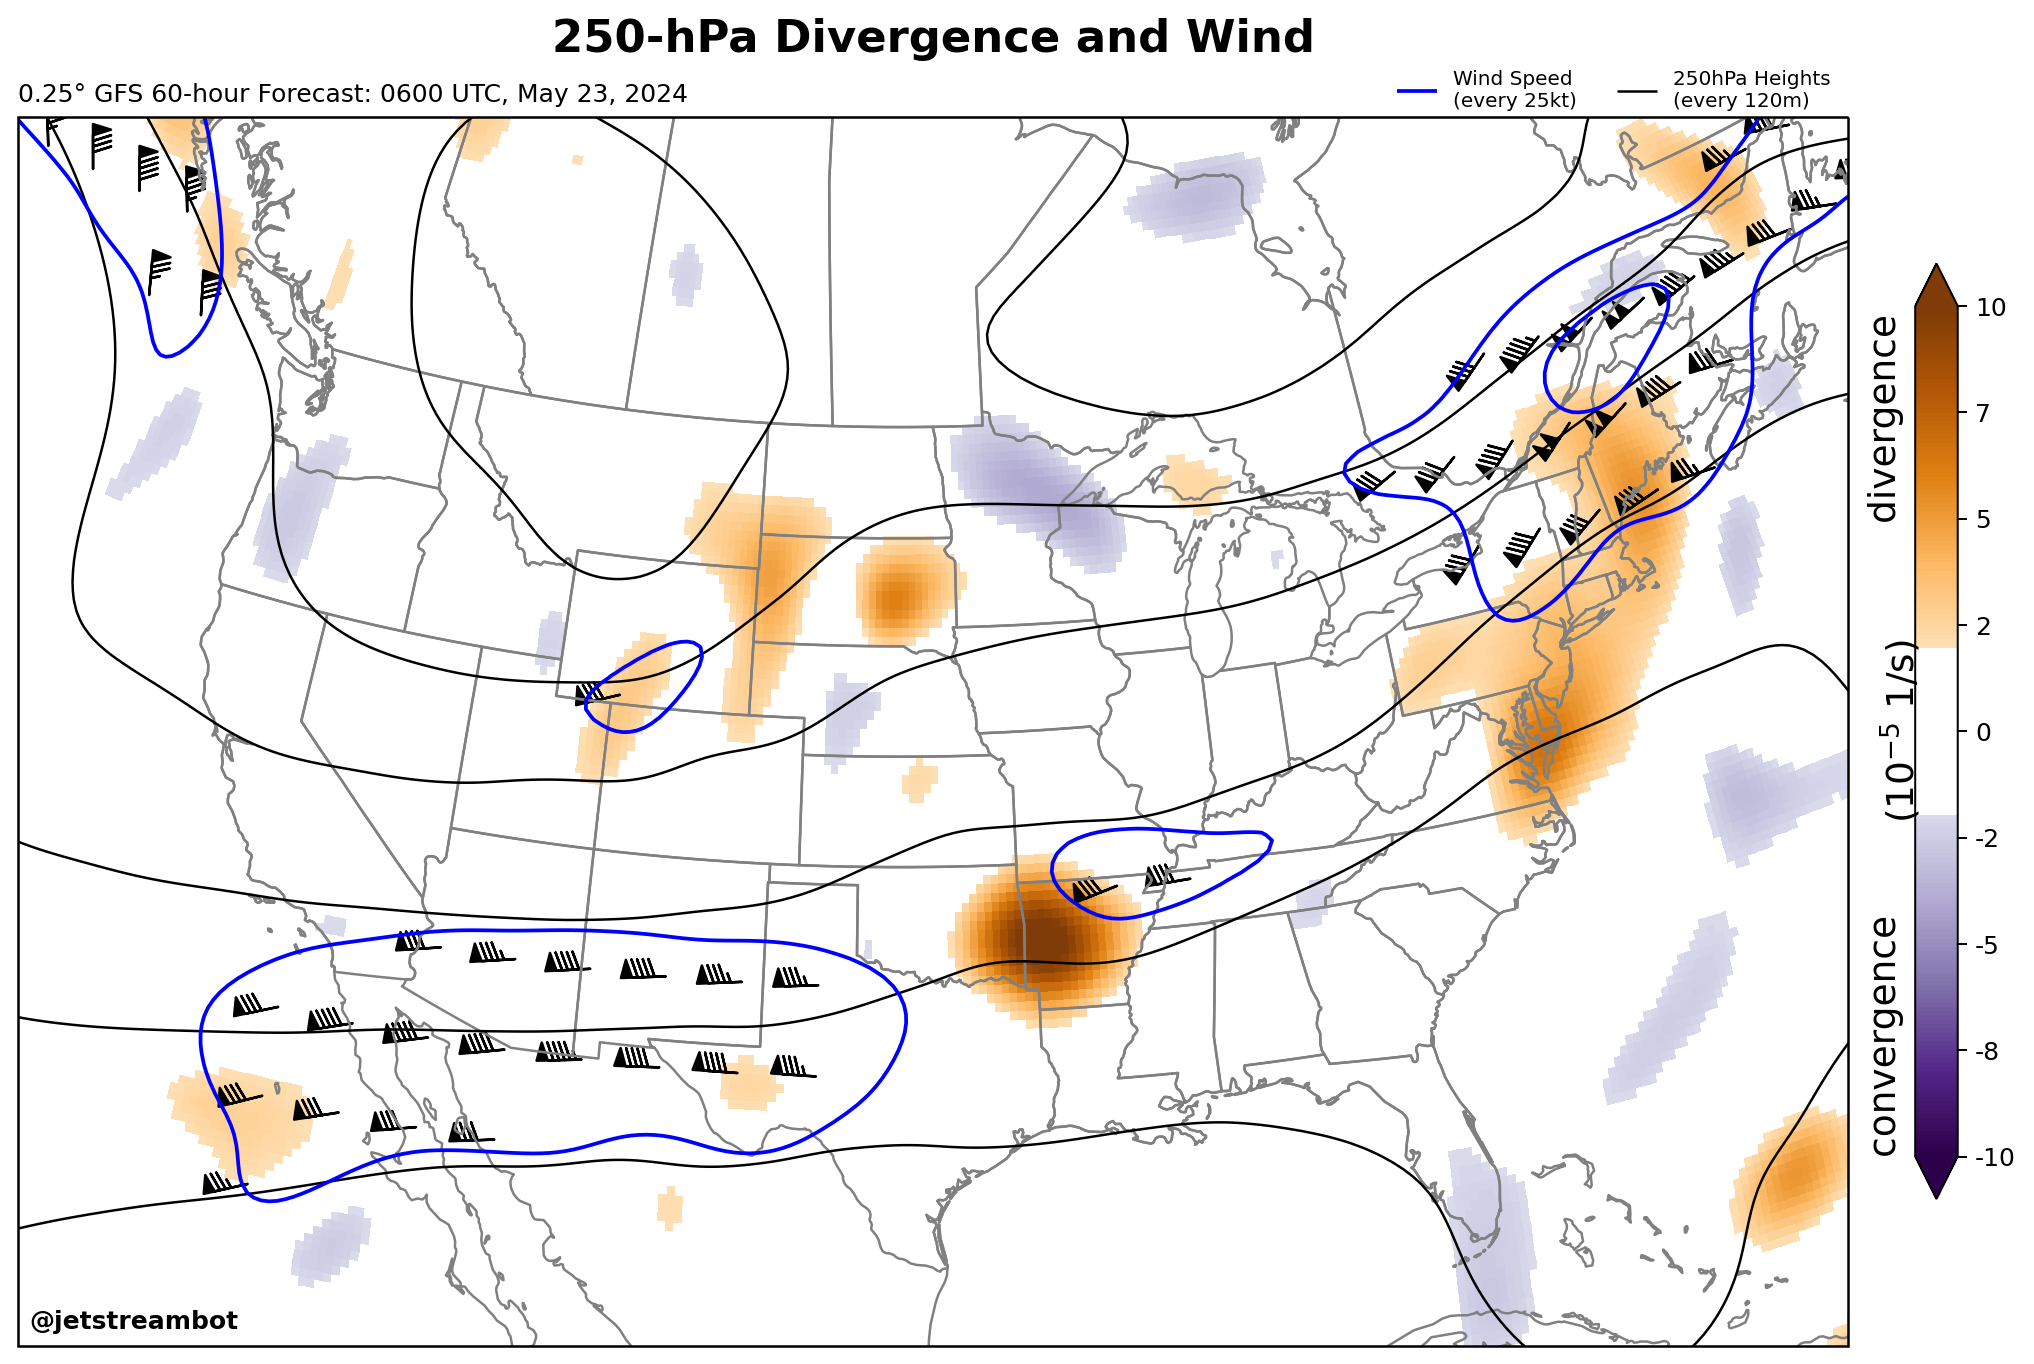 250-hPa Divergence and Wind
0.25° GFS 60-hour Forecast: 0600 UTC, May 23, 2024
Wind Speed
(every 25kt)
250hPa Heights
(every 120m)
divergence
(10⁻⁵ 1/s)
convergence
10
7
5
2
0
-2
-5
-8
-10
@jetstreambot